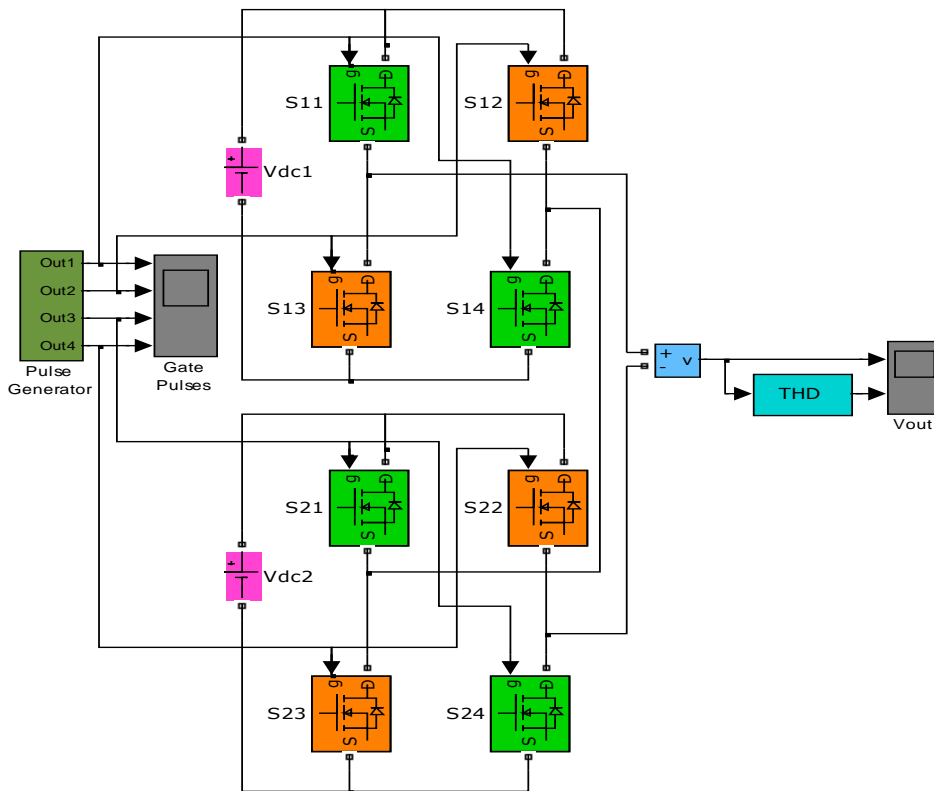 S11
g
D
S
S12
g
D
S
+
Vdc1
Out1
Out2
Out3
Out4
Pulse
Generator
Gate
Pulses
S13
g
D
S
S14
g
D
S
+
-
v
THD
Vout
S21
g
D
S
S22
g
D
S
+
Vdc2
S23
g
D
S
S24
g
D
S